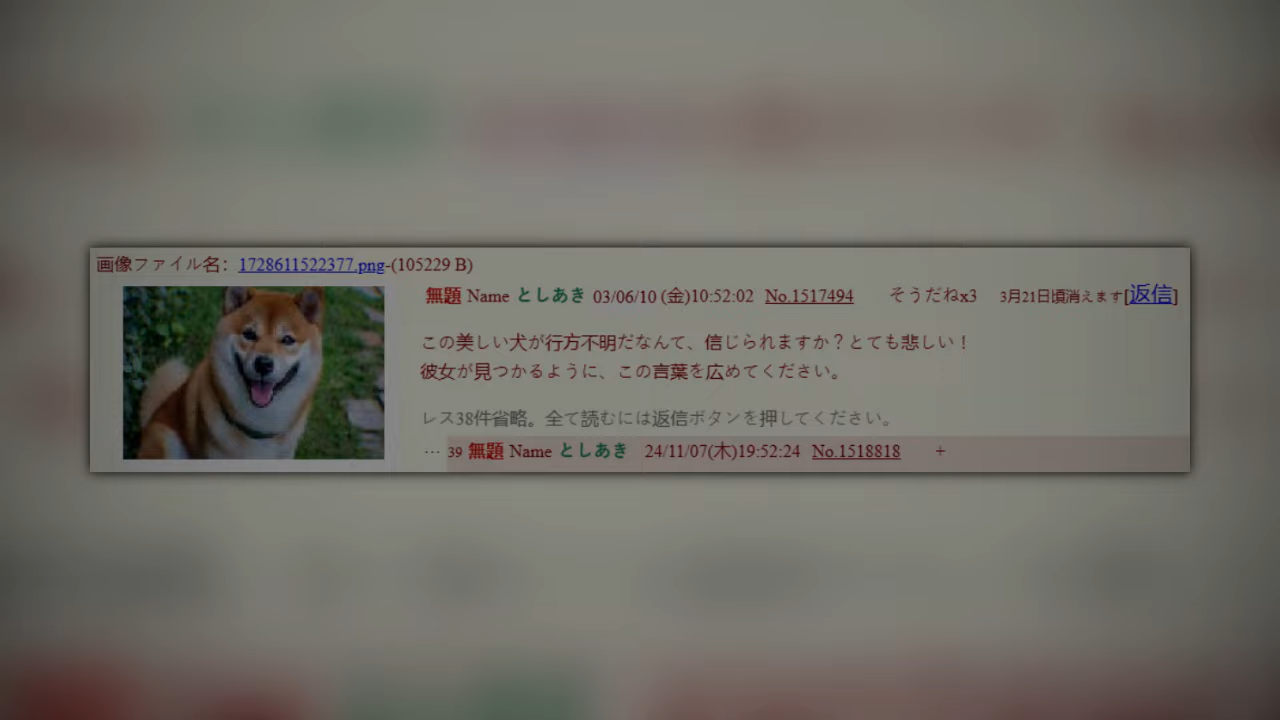 画像ファイル名：1728611522377.png-(105229 B)
無題 Name としあき 03/06/10 (金)10:52:02 No.1517494 そうだねx3 3月21日頃消えます[返信]
この美しい犬が行方不明だなんて、信じられますか？とても悲しい！
彼女が見つかるように、この言葉を広めてください。
レス38件省略。全て読むには返信ボタンを押してください。
… 39 無題 Name としあき 24/11/07(木)19:52:24 No.1518818 +